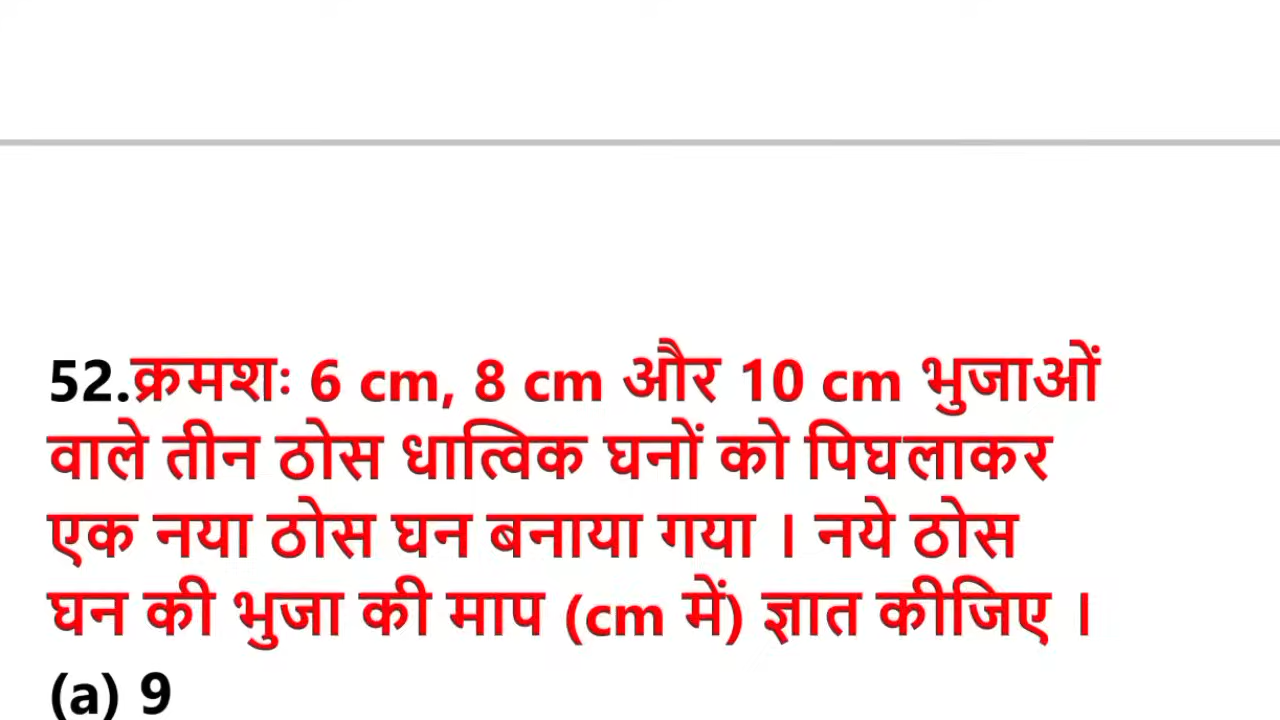 52.क्रमशः 6 cm, 8 cm और 10 cm भुजाओं
वाले तीन ठोस धात्विक घनों को पिघलाकर
एक नया ठोस घन बनाया गया । नये ठोस
घन की भुजा की माप (cm में) ज्ञात कीजिए ।
(a) 9